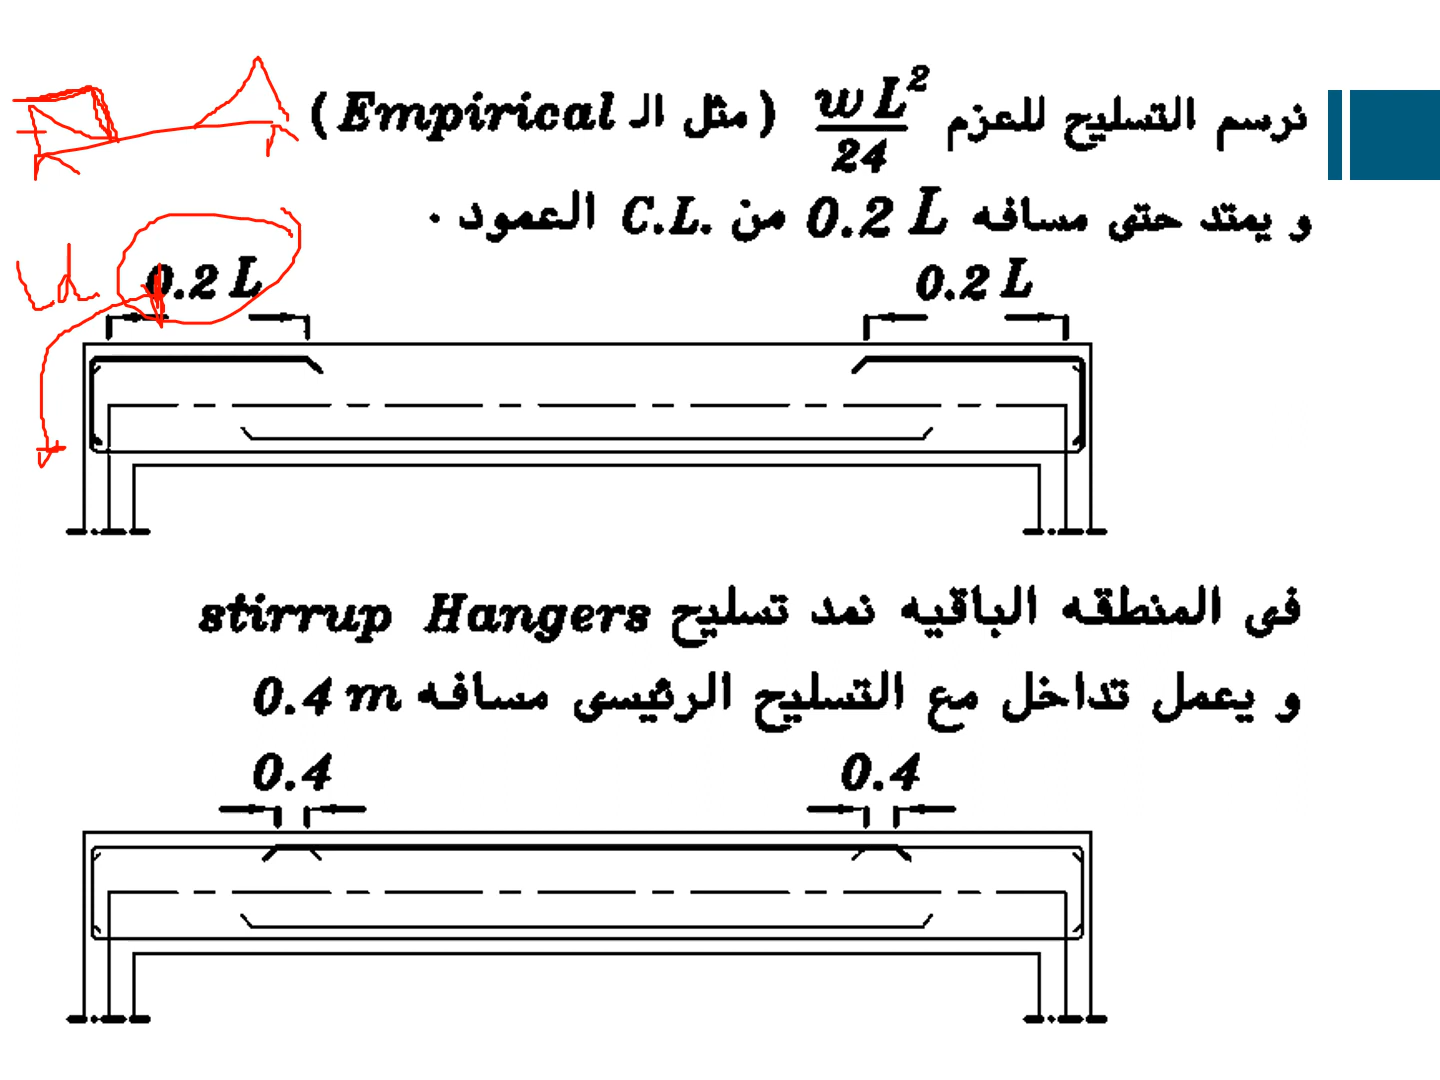 نرسم التسليح للعزم wL²/24 (مثل الـ Empirical)
و يمتد حتى مسافه 0.2 L من C.L. العمود .
0.2 L 0.2 L
فى المنطقه الباقيه نمد تسليح stirrup Hangers
و يعمل تداخل مع التسليح الرئيسى مسافه 0.4 m
0.4 0.4